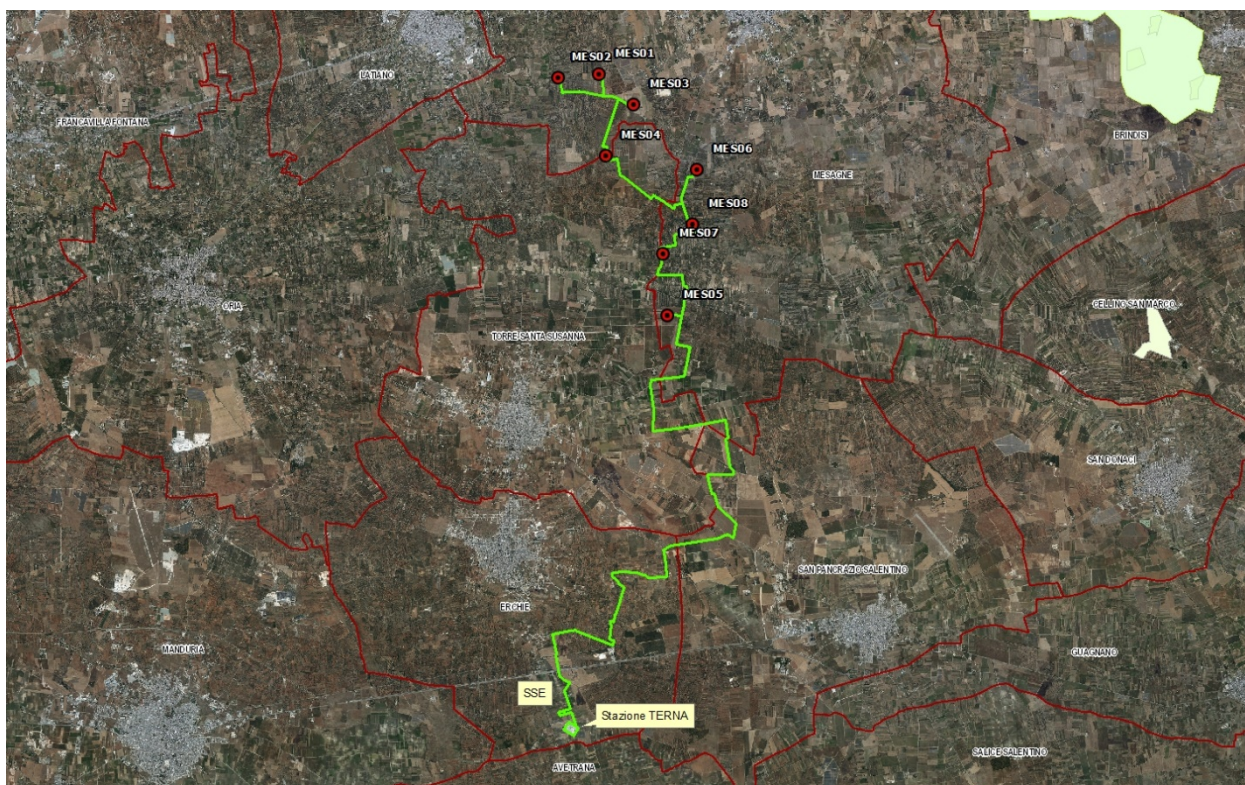 MES02
MES01
LATIANO
MES03
FRANCAVILLA FONTANA
BRINDISI
MES04
MES06
MESAGNE
MES08
MES07
MES05
ORIA
CELLINO SAN MARCO
TORRE SANTA SUSANNA
SAN DONACI
SAN PANCRAZIO SALENTINO
ERCHIE
MANDURIA
GUAGNANO
SSE
Stazione TERNA
SALICE SALENTINO
AVETRANA